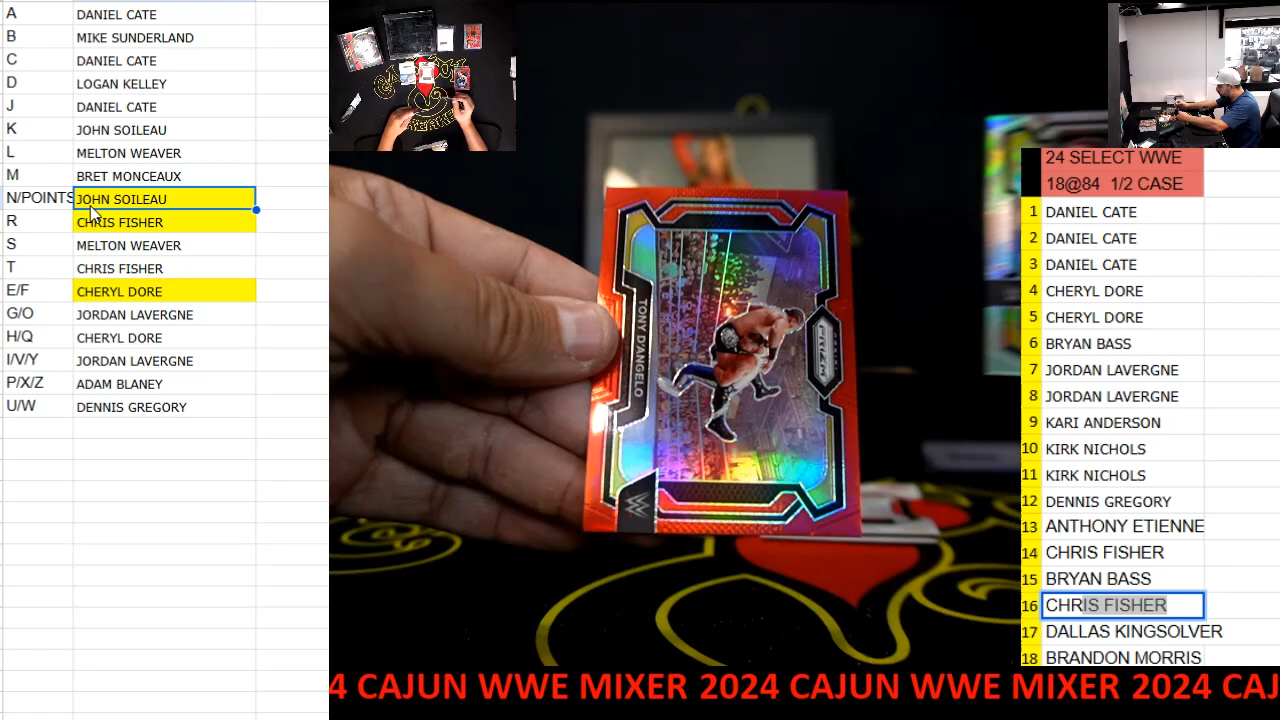 A DANIEL CATE
B MIKE SUNDERLAND
C DANIEL CATE
D LOGAN KELLEY
J DANIEL CATE
K JOHN SOILEAU
L MELTON WEAVER
M BRET MONCEAUX
N/POINTS JOHN SOILEAU
R CHRIS FISHER
S MELTON WEAVER
T CHRIS FISHER
E/F CHERYL DORE
G/O JORDAN LAVERGNE
H/Q CHERYL DORE
I/V/Y JORDAN LAVERGNE
P/X/Z ADAM BLANEY
U/W DENNIS GREGORY
TONY D'ANGELO
PRIZM
24 SELECT WWE
18@84 1/2 CASE
1 DANIEL CATE
2 DANIEL CATE
3 DANIEL CATE
4 CHERYL DORE
5 CHERYL DORE
6 BRYAN BASS
7 JORDAN LAVERGNE
8 JORDAN LAVERGNE
9 KARI ANDERSON
10 KIRK NICHOLS
11 KIRK NICHOLS
12 DENNIS GREGORY
13 ANTHONY ETIENNE
14 CHRIS FISHER
15 BRYAN BASS
16 CHRIS FISHER
17 DALLAS KINGSOLVER
18 BRANDON MORRIS
4 CAJUN WWE MIXER 2024 CAJUN WWE MIXER 2024 CAJ